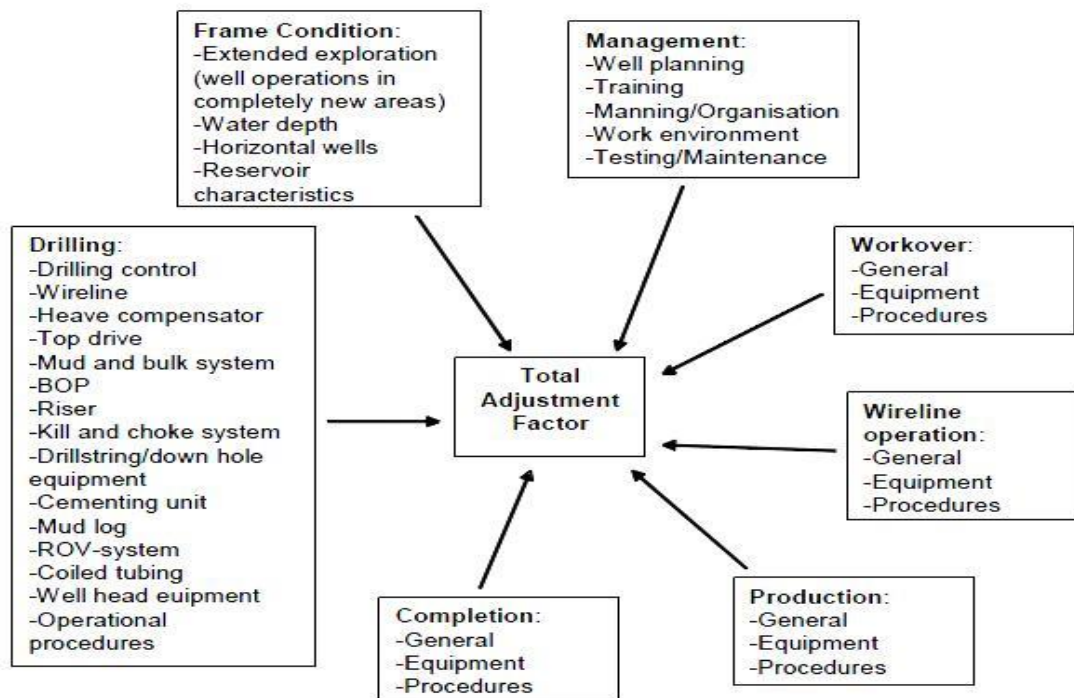 Frame Condition:
-Extended exploration
(well operations in
completely new areas)
-Water depth
-Horizontal wells
-Reservoir
characteristics
Management:
-Well planning
-Training
-Manning/Organisation
-Work environment
-Testing/Maintenance
Drilling:
-Drilling control
-Wireline
-Heave compensator
-Top drive
-Mud and bulk system
-BOP
-Riser
-Kill and choke system
-Drillstring/down hole
equipment
-Cementing unit
-Mud log
-ROV-system
-Coiled tubing
-Well head euipment
-Operational
procedures
Total
Adjustment
Factor
Workover:
-General
-Equipment
-Procedures
Wireline
operation:
-General
-Equipment
-Procedures
Completion:
-General
-Equipment
-Procedures
Production:
-General
-Equipment
-Procedures